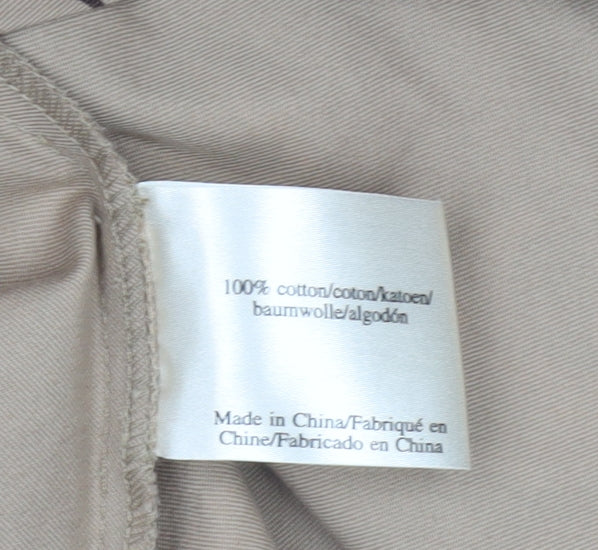 100% cotton/coton/katoen/
baumwolle/algodón
Made in China/Fabriqué en
Chine/Fabricado en China